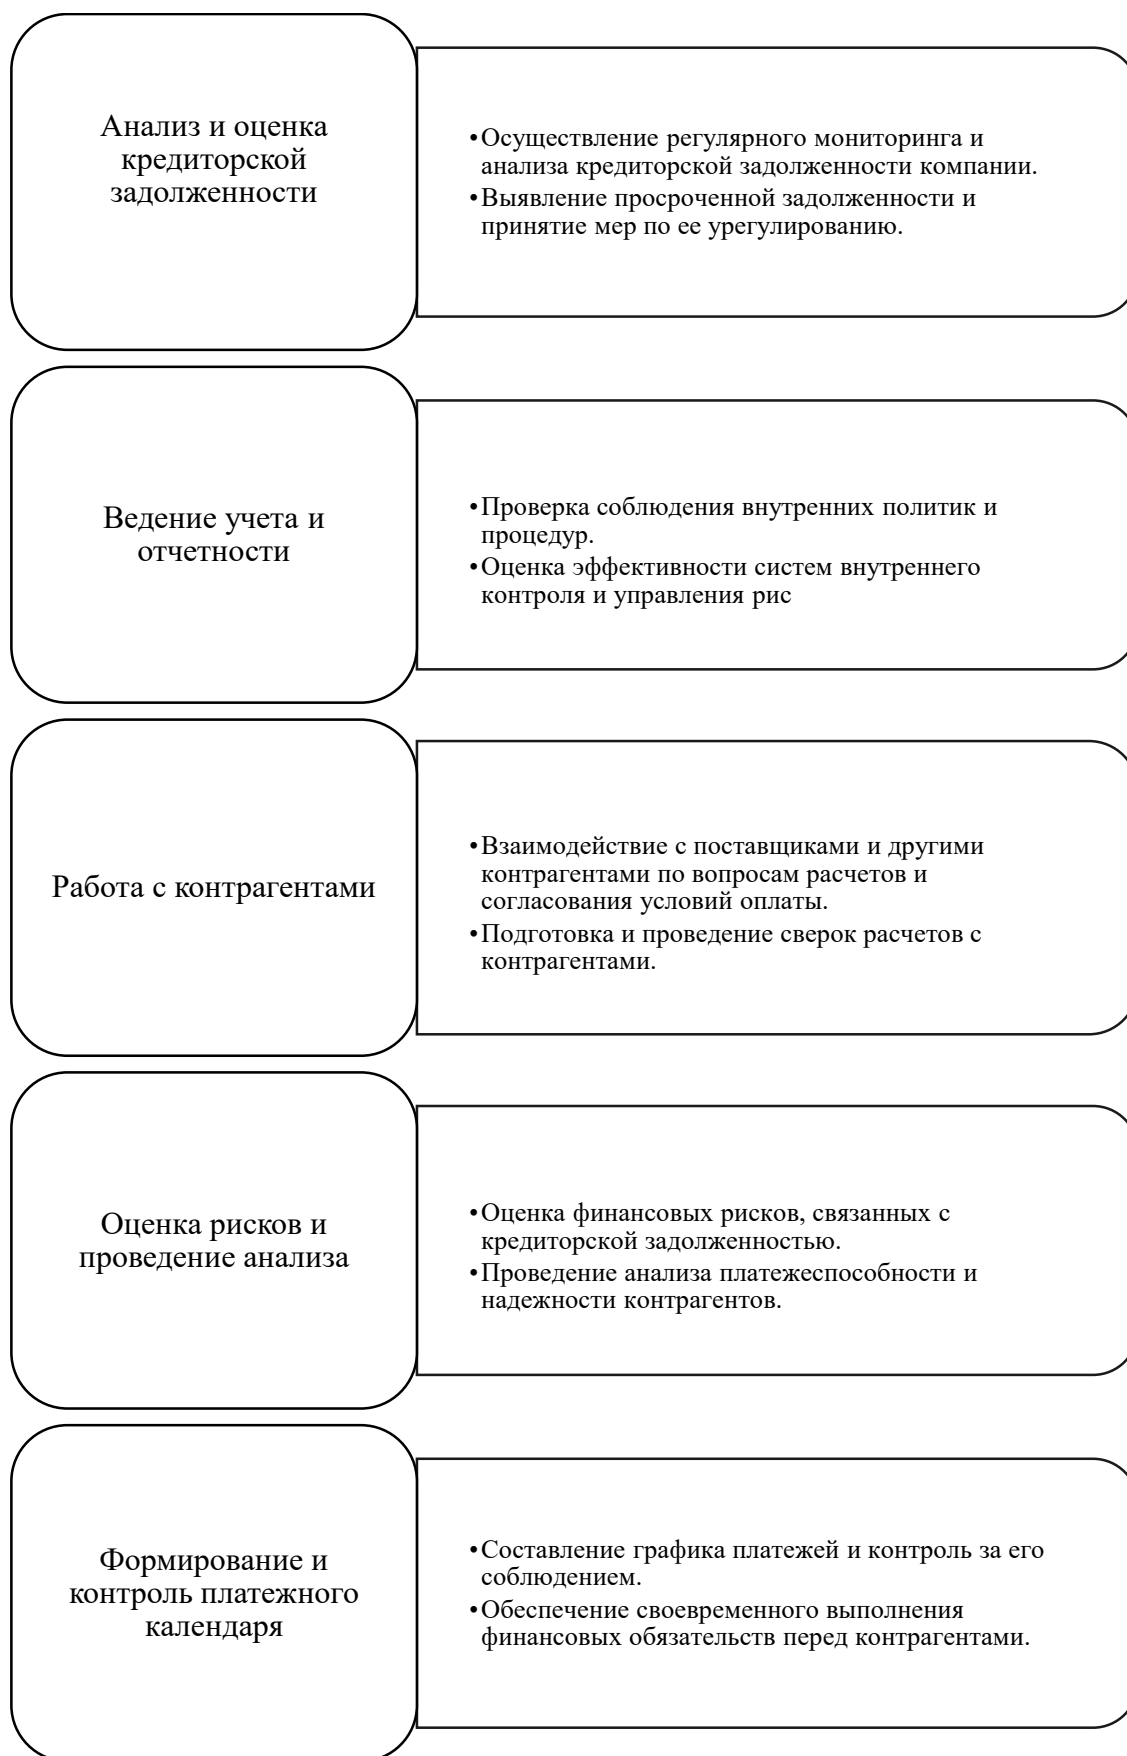 Анализ и оценка
кредиторской
задолженности
•Осуществление регулярного мониторинга и
анализа кредиторской задолженности компании.
•Выявление просроченной задолженности и
принятие мер по ее урегулированию.
Ведение учета и
отчетности
•Проверка соблюдения внутренних политик и
процедур.
•Оценка эффективности систем внутреннего
контроля и управления рис
Работа с контрагентами
•Взаимодействие с поставщиками и другими
контрагентами по вопросам расчетов и
согласования условий оплаты.
•Подготовка и проведение сверок расчетов с
контрагентами.
Оценка рисков и
проведение анализа
•Оценка финансовых рисков, связанных с
кредиторской задолженностью.
•Проведение анализа платежеспособности и
надежности контрагентов.
Формирование и
контроль платежного
календаря
•Составление графика платежей и контроль за его
соблюдением.
•Обеспечение своевременного выполнения
финансовых обязательств перед контрагентами.